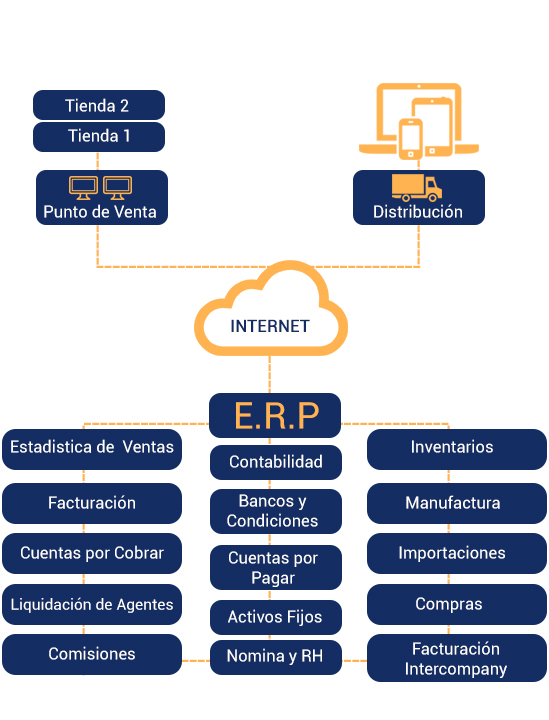 Tienda 2
Tienda 1
Punto de Venta
Distribución
INTERNET
E.R.P
Estadistica de Ventas
Facturación
Cuentas por Cobrar
Liquidación de Agentes
Comisiones
Contabilidad
Bancos y
Condiciones
Cuentas por
Pagar
Activos Fijos
Nomina y RH
Inventarios
Manufactura
Importaciones
Compras
Facturación
Intercompany